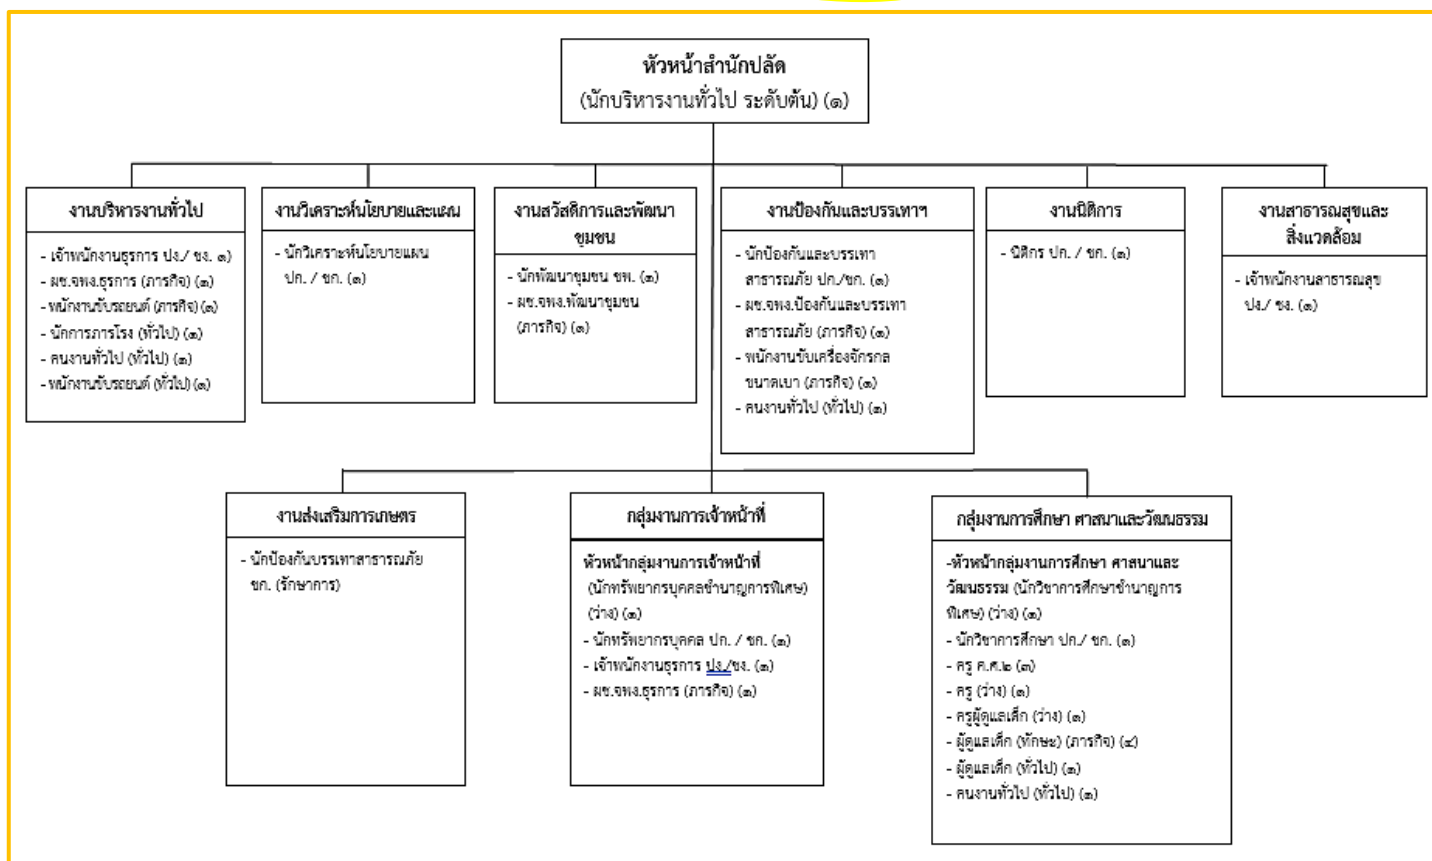 หัวหน้าสำนักปลัด
(นักบริหารงานทั่วไป ระดับต้น) (๑)
งานบริหารงานทั่วไป
- เจ้าพนักงานธุรการ ปง./ ชง. ๑)
- ผช.จพง.ธุรการ (ภารกิจ) (๑)
- พนักงานขับรถยนต์ (ภารกิจ) (๑)
- นักการภารโรง (ทั่วไป) (๑)
- คนงานทั่วไป (ทั่วไป) (๑)
- พนักงานขับรถยนต์ (ทั่วไป) (๑)
งานวิเคราะห์นโยบายและแผน
- นักวิเคราะห์นโยบายแผน
ปก. / ชก. (๑)
งานสวัสดิการและพัฒนา
ชุมชน
- นักพัฒนาชุมชน ชพ. (๑)
- ผช.จพง.พัฒนาชุมชน
(ภารกิจ) (๑)
งานป้องกันและบรรเทาฯ
- นักป้องกันและบรรเทา
สาธารณภัย ปก./ชก. (๑)
- ผช.จพง.ป้องกันและบรรเทา
สาธารณภัย (ภารกิจ) (๑)
- พนักงานขับเครื่องจักรกล
ขนาดเบา (ภารกิจ) (๑)
- คนงานทั่วไป (ทั่วไป) (๑)
งานนิติการ
- นิติกร ปก. / ชก. (๑)
งานสาธารณสุขและ
สิ่งแวดล้อม
- เจ้าพนักงานสาธารณสุข
ปง./ ชง. (๑)
งานส่งเสริมการเกษตร
- นักป้องกันบรรเทาสาธารณภัย
ชก. (รักษาการ)
กลุ่มงานการเจ้าหน้าที่
หัวหน้ากลุ่มงานการเจ้าหน้าที่
(นักทรัพยากรบุคคลชำนาญการพิเศษ)
(ว่าง) (๑)
- นักทรัพยากรบุคคล ปก. / ชก. (๑)
- เจ้าพนักงานธุรการ ปง./ชง. (๑)
- ผช.จพง.ธุรการ (ภารกิจ) (๑)
กลุ่มงานการศึกษา ศาสนาและวัฒนธรรม
-หัวหน้ากลุ่มงานการศึกษา ศาสนาและ
วัฒนธรรม (นักวิชาการศึกษาชำนาญการ
พิเศษ) (ว่าง) (๑)
- นักวิชาการศึกษา ปก./ ชก. (๑)
- ครู ค.ศ.๒ (๓)
- ครู (ว่าง) (๑)
- ครูผู้ดูแลเด็ก (ว่าง) (๑)
- ผู้ดูแลเด็ก (ทักษะ) (ภารกิจ) (๔)
- ผู้ดูแลเด็ก (ทั่วไป) (๑)
- คนงานทั่วไป (ทั่วไป) (๑)